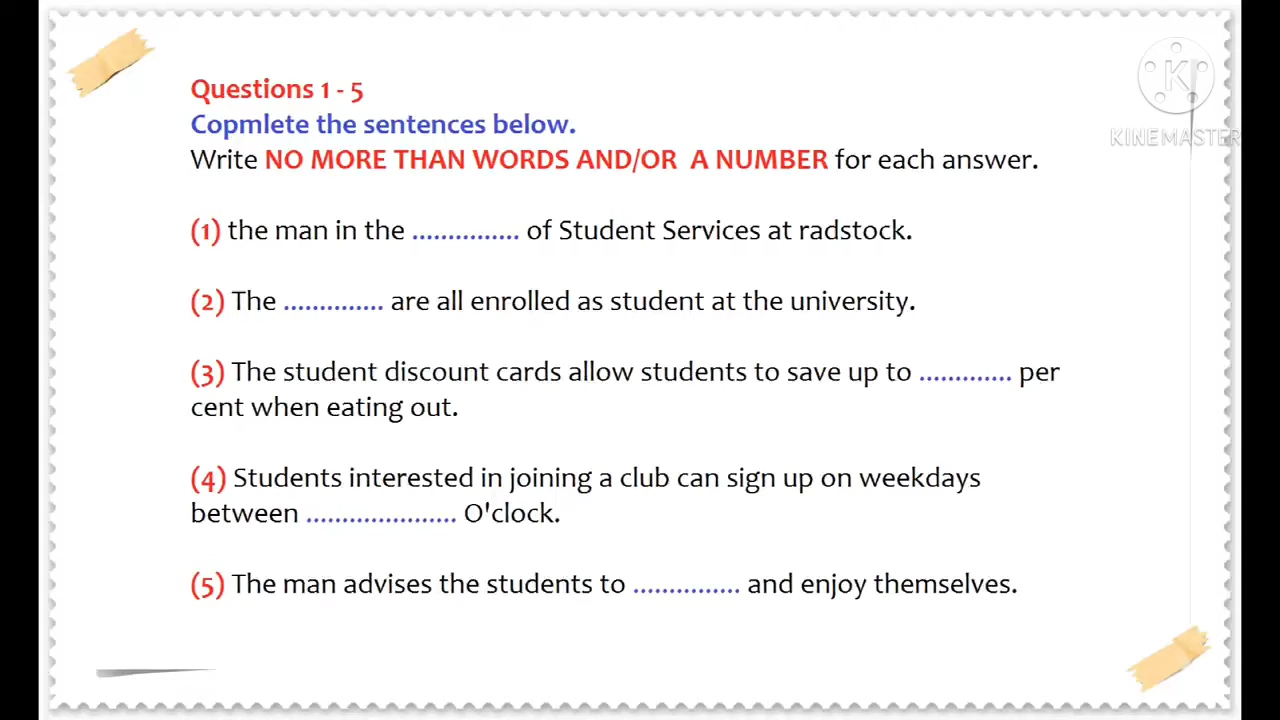 Questions 1 - 5
Copmlete the sentences below.
Write NO MORE THAN WORDS AND/OR A NUMBER for each answer.
(1) the man in the ............... of Student Services at radstock.
(2) The .............. are all enrolled as student at the university.
(3) The student discount cards allow students to save up to ............. per
cent when eating out.
(4) Students interested in joining a club can sign up on weekdays
between ..................... O'clock.
(5) The man advises the students to ............... and enjoy themselves.
K
KINEMASTER